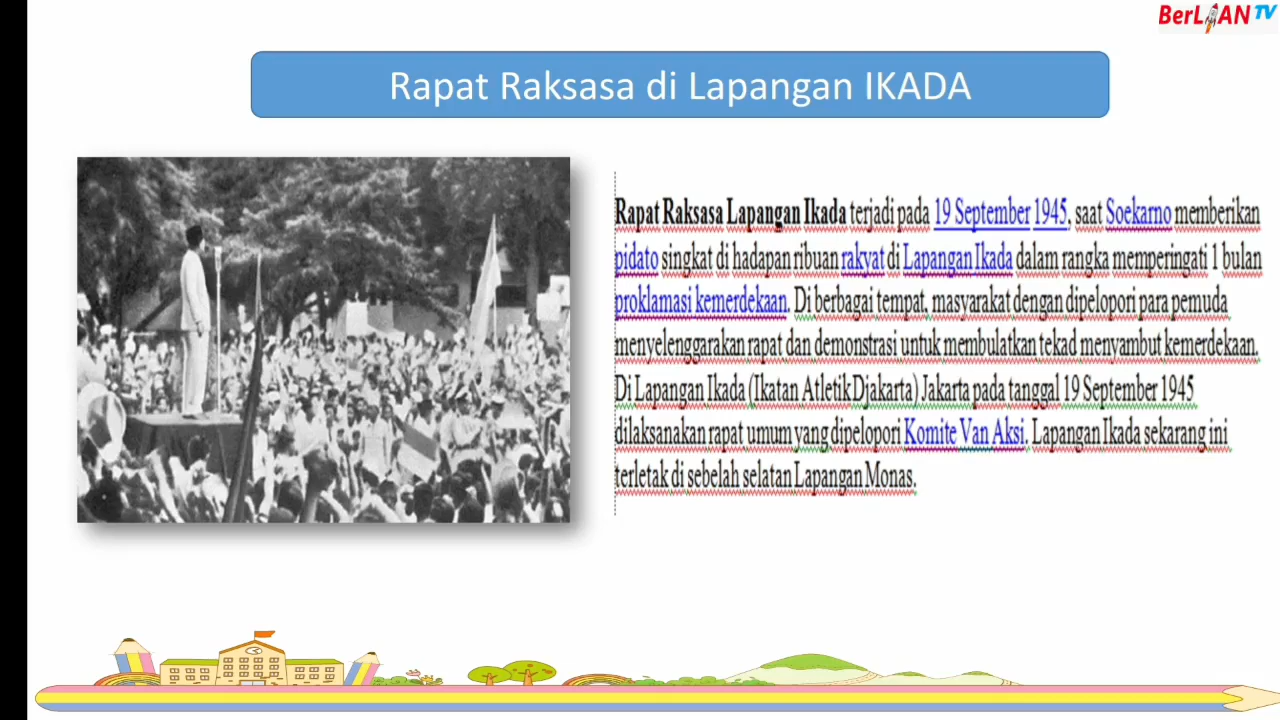 BerLIAN TV
Rapat Raksasa di Lapangan IKADA
Rapat Raksasa Lapangan Ikada terjadi pada 19 September 1945, saat Soekarno memberikan
pidato singkat di hadapan ribuan rakyat di Lapangan Ikada dalam rangka memperingati 1 bulan
proklamasi kemerdekaan. Di berbagai tempat, masyarakat dengan dipelopori para pemuda
menyelenggarakan rapat dan demonstrasi untuk membulatkan tekad menyambut kemerdekaan.
Di Lapangan Ikada (Ikatan Atletik Djakarta) Jakarta pada tanggal 19 September 1945
dilaksanakan rapat umum yang dipelopori Komite Van Aksi. Lapangan Ikada sekarang ini
terletak di sebelah selatan Lapangan Monas.